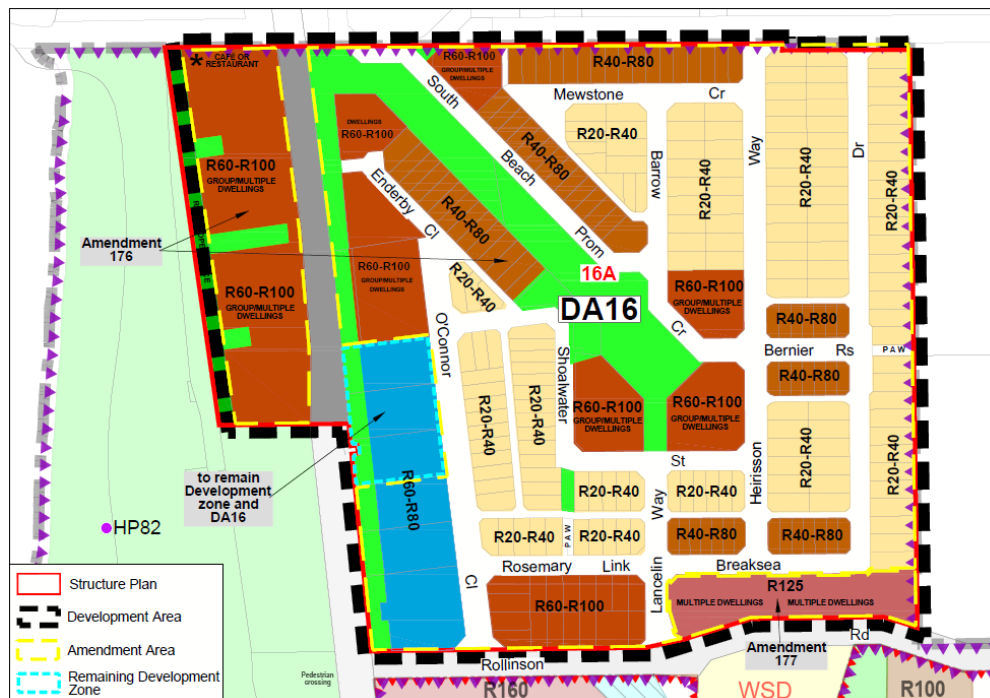 CAFE OR
RESTAURANT
R60-R100
GROUP/MULTIPLE
DWELLINGS
R40-R80
Mewstone
Cr
South
Beach
Prom
Cr
DWELLINGS
R60-R100
R40-R80
R20-R40
Barrow
R20-R40
Way
R20-R40
Dr
R20-R40
R60-R100
GROUP/MULTIPLE
DWELLINGS
Enderby
Cl
R40-R80
Amendment
176
R60-R100
GROUP/MULTIPLE
DWELLINGS
R20-R40
16A
DA16
R60-R100
GROUP/MULTIPLE
DWELLINGS
R60-R100
GROUP/MULTIPLE
DWELLINGS
R40-R80
O'Connor
Shoalwater
Bernier
Rs
PAW
R40-R80
R20-R40
R20-R40
R60-R100
GROUP/MULTIPLE
DWELLINGS
R60-R100
GROUP/MULTIPLE
DWELLINGS
R20-R40
R20-R40
St
Heirisson
to remain
Development
zone and
DA16
R60-R80
R20-R40
Way
R20-R40
HP82
R20-R40
PAW
R20-R40
R40-R80
R40-R80
Rosemary
Link
Breaksea
Cl
Lancelin
R60-R100
R125
MULTIPLE DWELLINGS
MULTIPLE DWELLINGS
Rd
Amendment
177
Rollinson
Pedestrian
crossing
R160
WSD
R100
Structure Plan
Development Area
Amendment Area
Remaining Development
Zone